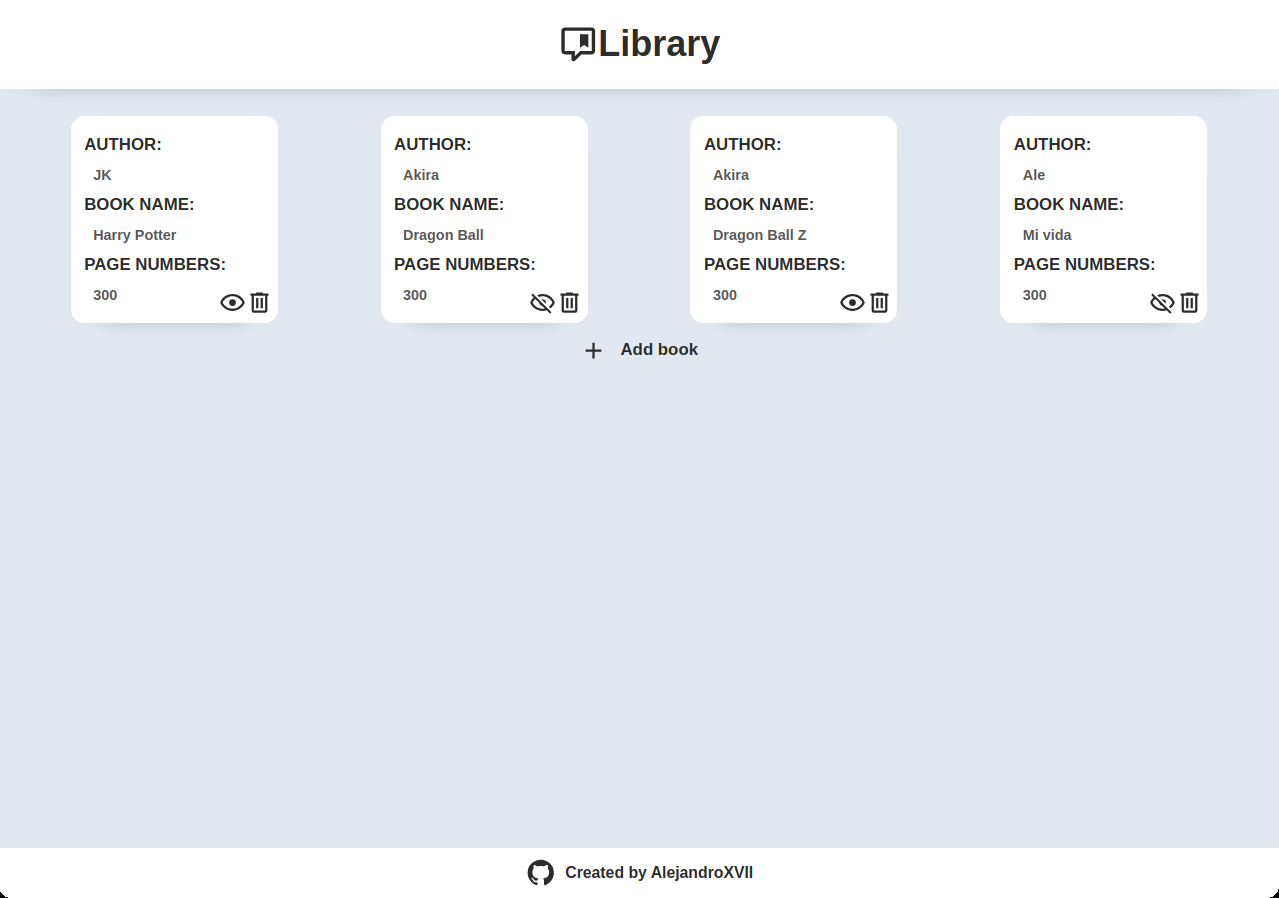 Library
AUTHOR:
JK
BOOK NAME:
Harry Potter
PAGE NUMBERS:
300
AUTHOR:
Akira
BOOK NAME:
Dragon Ball
PAGE NUMBERS:
300
AUTHOR:
Akira
BOOK NAME:
Dragon Ball Z
PAGE NUMBERS:
300
AUTHOR:
Ale
BOOK NAME:
Mi vida
PAGE NUMBERS:
300
Add book
Created by AlejandroXVII